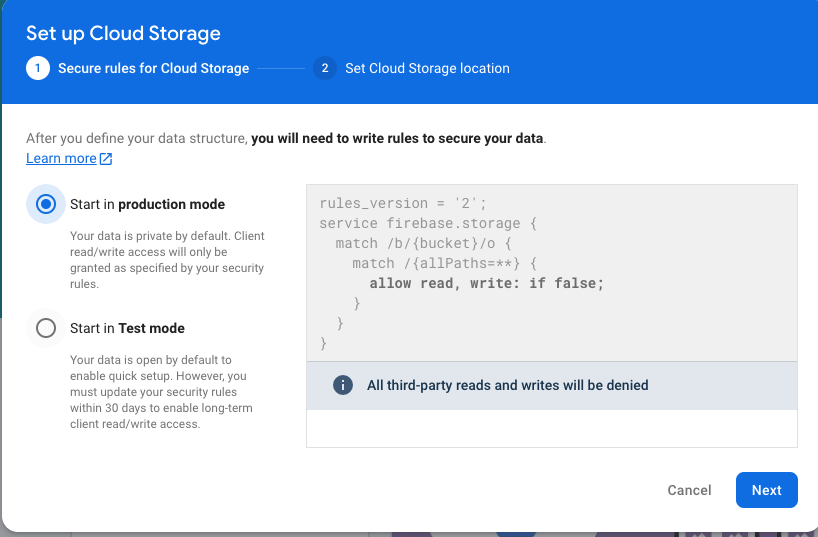 Set up Cloud Storage
1 Secure rules for Cloud Storage 2 Set Cloud Storage location
After you define your data structure, you will need to write rules to secure your data.
Learn more
Start in production mode
Your data is private by default. Client
read/write access will only be
granted as specified by your security
rules.
Start in Test mode
Your data is open by default to
enable quick setup. However, you
must update your security rules
within 30 days to enable long-term
client read/write access.
rules_version = '2';
service firebase.storage {
  match /b/{bucket}/o {
    match /{allPaths=**} {
      allow read, write: if false;
    }
  }
}
All third-party reads and writes will be denied
Cancel Next